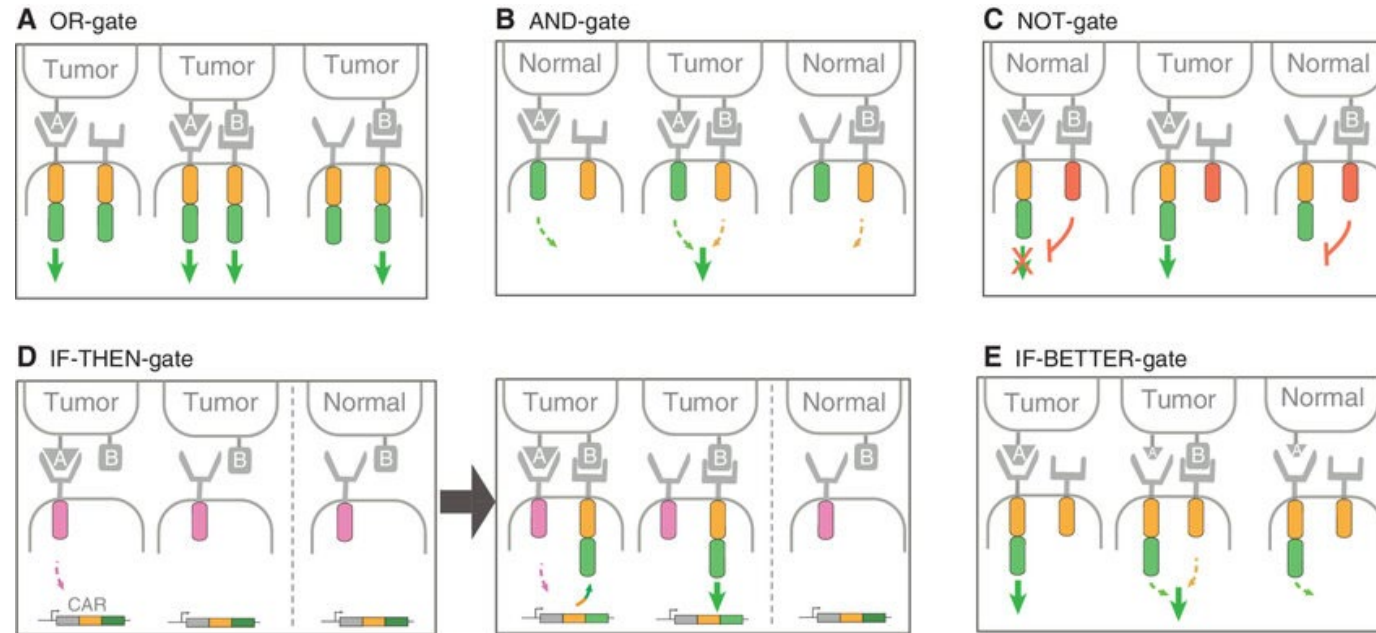 A OR-gate
Tumor Tumor Tumor
A A B B
B AND-gate
Normal Tumor Normal
A A B B
C NOT-gate
Normal Tumor Normal
A B A B
D IF-THEN-gate
Tumor Tumor Normal
A B B B
CAR
Tumor Tumor Normal
A B B B
E IF-BETTER-gate
Tumor Tumor Normal
A A B A